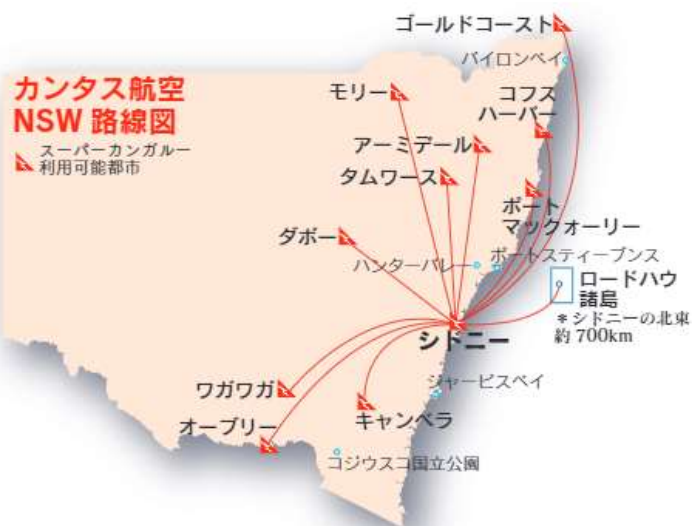 ゴールドコースト
バイロンベイ
カンタス航空
NSW 路線図
スーパーカンガルー
利用可能都市
モリー
コフス
ハーバー
アーミデール
タムワース
ポート
マックォーリー
ダボー
ハンターバレー
ポートスティーブンス
ロードハウ
諸島
＊シドニーの北東
約 700km
シドニー
ジャービスベイ
ワガワガ
オーブリー
キャンベラ
コジウスコ国立公園